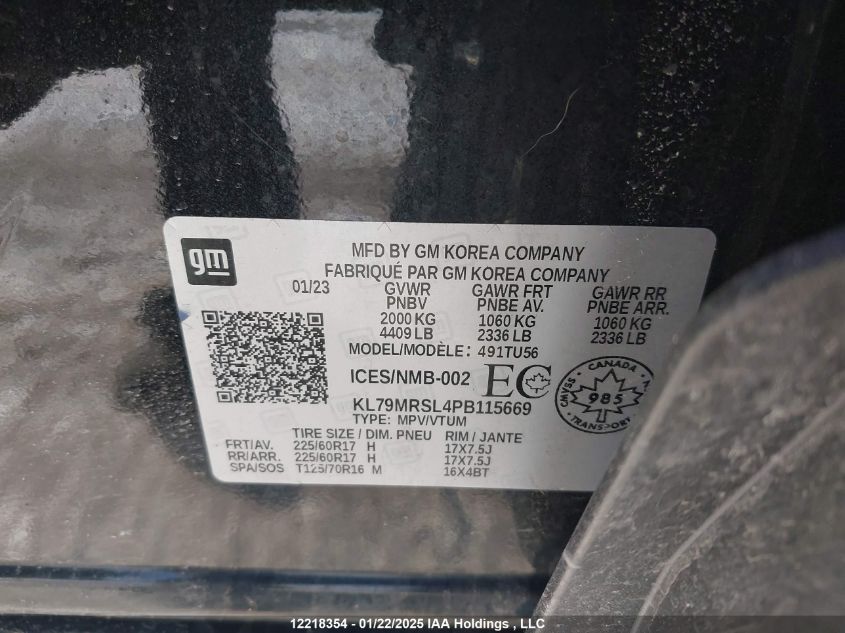 gm
MFD BY GM KOREA COMPANY
FABRIQUÉ PAR GM KOREA COMPANY
01/23 GVWR GAWR FRT GAWR RR
PNBV PNBE AV. PNBE ARR.
2000 KG 1060 KG 1060 KG
4409 LB 2336 LB 2336 LB
MODEL/MODÈLE: 491TU56
ICES/NMB-002 EC
CANADA
CMVSS 985
TRANSPORT
KL79MRSL4PB115669
TYPE: MPV/VTUM
TIRE SIZE / DIM. PNEU RIM / JANTE
FRT/AV. 225/60R17 H 17X7.5J
RR/ARR. 225/60R17 H 17X7.5J
SPA/SOS T125/70R16 M 16X4BT
12218354 - 01/22/2025 IAA Holdings , LLC